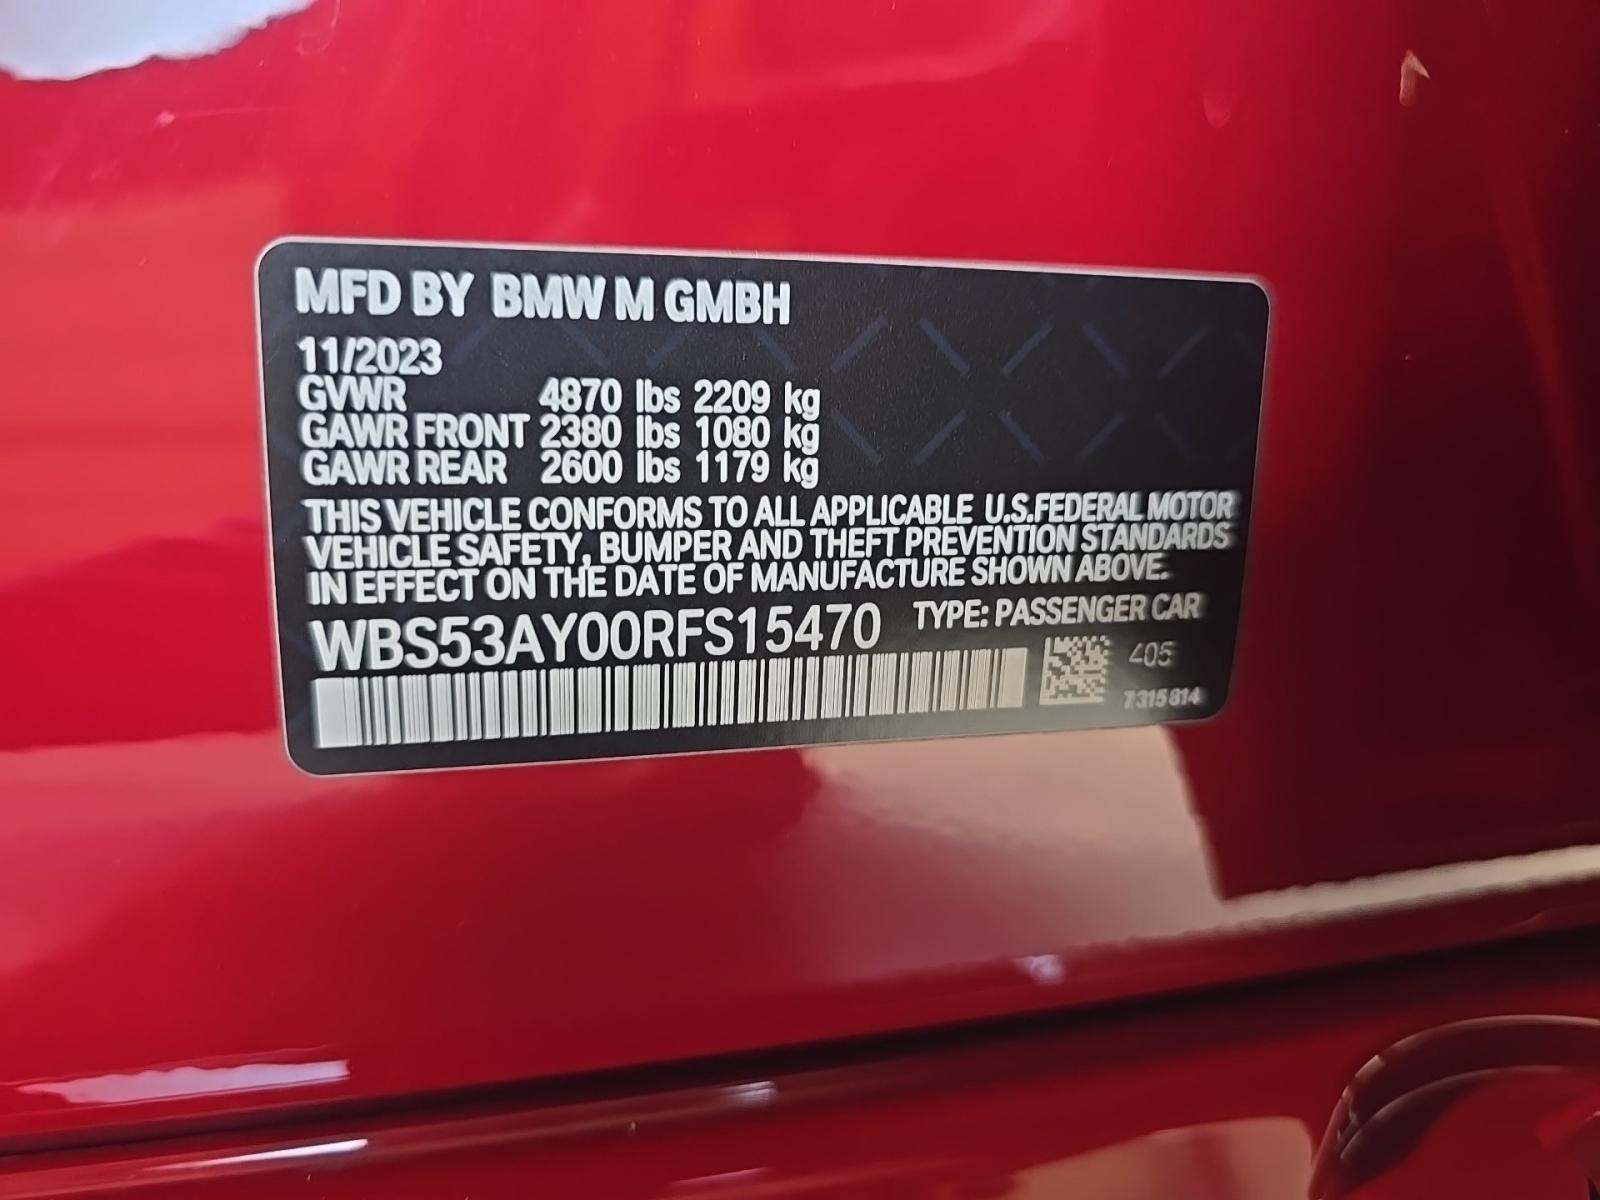 MFD BY BMW M GMBH
11/2023
GVWR 4870 lbs 2209 kg
GAWR FRONT 2380 lbs 1080 kg
GAWR REAR 2600 lbs 1179 kg
THIS VEHICLE CONFORMS TO ALL APPLICABLE U.S.FEDERAL MOTOR
VEHICLE SAFETY, BUMPER AND THEFT PREVENTION STANDARDS
IN EFFECT ON THE DATE OF MANUFACTURE SHOWN ABOVE.
WBS53AY00RFS15470 TYPE: PASSENGER CAR
405
7315814